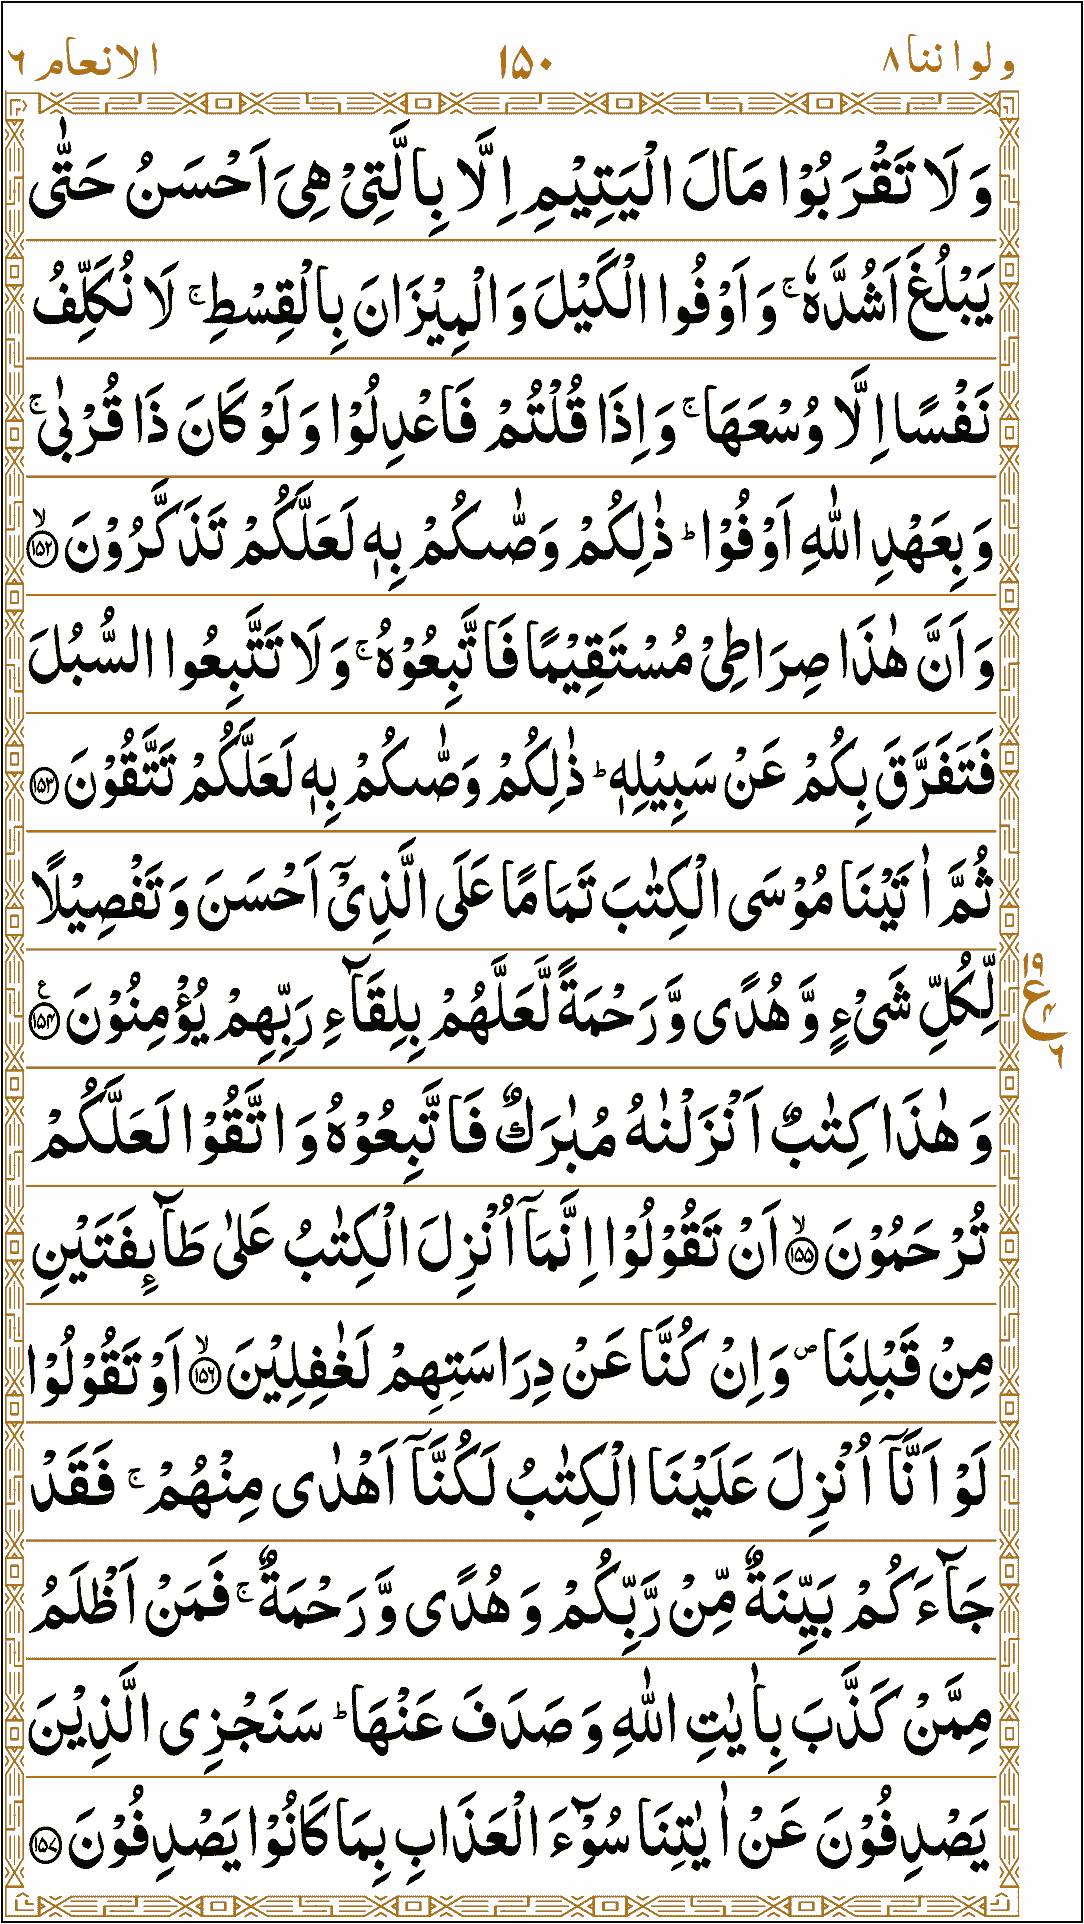 ولواننا ٨ ١٥٠ الانعام ٦
وَلَا تَقْرَبُوْا مَالَ الْيَتِيْمِ اِلَّا بِالَّتِيْ هِيَ اَحْسَنُ حَتّٰى
يَبْلُغَ اَشُدَّهٗ ۚ وَاَوْفُوا الْكَيْلَ وَالْمِيْزَانَ بِالْقِسْطِ ۚ لَا نُكَلِّفُ
نَفْسًا اِلَّا وُسْعَهَا ۚ وَاِذَا قُلْتُمْ فَاعْدِلُوْا وَلَوْ كَانَ ذَا قُرْبٰى ۚ
وَبِعَهْدِ اللّٰهِ اَوْفُوْا ؕ ذٰلِكُمْ وَصّٰىكُمْ بِهٖ لَعَلَّكُمْ تَذَكَّرُوْنَ ۙ ١٥٢
وَاَنَّ هٰذَا صِرَاطِيْ مُسْتَقِيْمًا فَاتَّبِعُوْهُ ۚ وَلَا تَتَّبِعُوا السُّبُلَ
فَتَفَرَّقَ بِكُمْ عَنْ سَبِيْلِهٖ ؕ ذٰلِكُمْ وَصّٰىكُمْ بِهٖ لَعَلَّكُمْ تَتَّقُوْنَ ١٥٣
ثُمَّ اٰتَيْنَا مُوْسَى الْكِتٰبَ تَمَامًا عَلَى الَّذِيْٓ اَحْسَنَ وَتَفْصِيْلًا
لِّكُلِّ شَيْءٍ وَّهُدًى وَّرَحْمَةً لَّعَلَّهُمْ بِلِقَآءِ رَبِّهِمْ يُؤْمِنُوْنَ ١٥٤ ع
١٩ ع ٦
وَهٰذَا كِتٰبٌ اَنْزَلْنٰهُ مُبٰرَكٌ فَاتَّبِعُوْهُ وَاتَّقُوْا لَعَلَّكُمْ
تُرْحَمُوْنَ ۙ ١٥٥ اَنْ تَقُوْلُوْٓا اِنَّمَآ اُنْزِلَ الْكِتٰبُ عَلٰى طَآئِفَتَيْنِ
مِنْ قَبْلِنَا ۪ وَاِنْ كُنَّا عَنْ دِرَاسَتِهِمْ لَغٰفِلِيْنَ ۙ ١٥٦ اَوْ تَقُوْلُوْا
لَوْ اَنَّآ اُنْزِلَ عَلَيْنَا الْكِتٰبُ لَكُنَّآ اَهْدٰى مِنْهُمْ ۚ فَقَدْ
جَآءَكُمْ بَيِّنَةٌ مِّنْ رَّبِّكُمْ وَهُدًى وَّرَحْمَةٌ ۚ فَمَنْ اَظْلَمُ
مِمَّنْ كَذَّبَ بِاٰيٰتِ اللّٰهِ وَصَدَفَ عَنْهَا ؕ سَنَجْزِى الَّذِيْنَ
يَصْدِفُوْنَ عَنْ اٰيٰتِنَا سُوْٓءَ الْعَذَابِ بِمَا كَانُوْا يَصْدِفُوْنَ ١٥٧